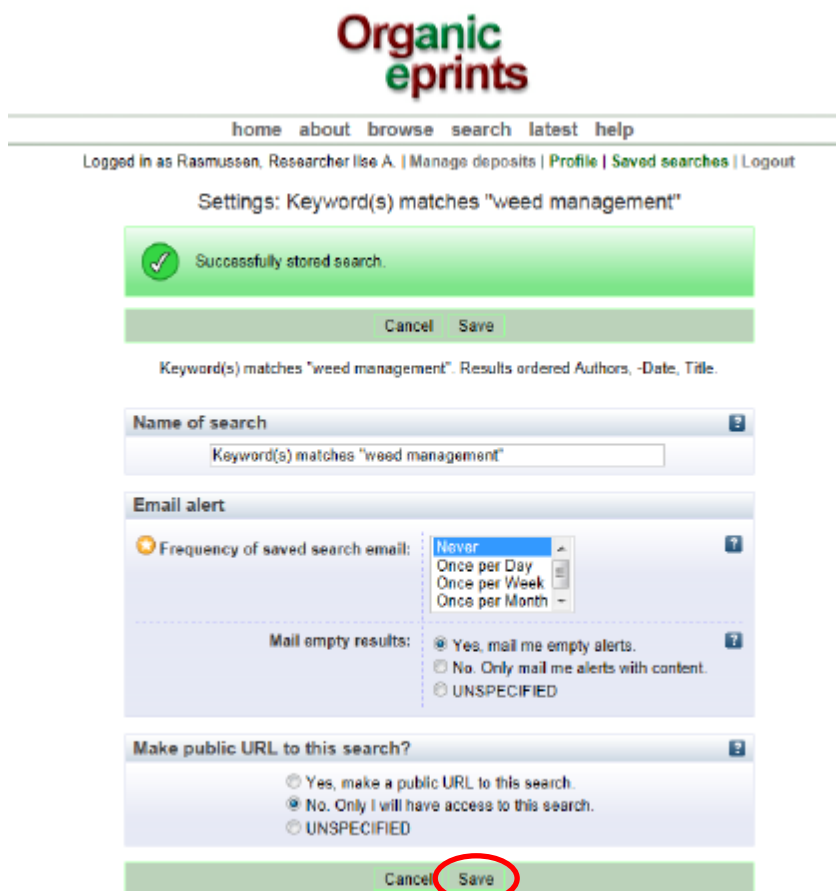 Organic
eprints
home about browse search latest help
Logged in as Rasmussen, Researcher Ilse A. | Manage deposits | Profile | Saved searches | Logout
Settings: Keyword(s) matches "weed management"
Successfully stored search.
Cancel Save
Keyword(s) matches "weed management". Results ordered Authors, -Date, Title.
Name of search ?
Keyword(s) matches "weed management"
Email alert
Frequency of saved search email: ?
Never
Once per Day
Once per Week
Once per Month
Mail empty results: ?
Yes, mail me empty alerts.
No. Only mail me alerts with content.
UNSPECIFIED
Make public URL to this search? ?
Yes, make a public URL to this search.
No. Only I will have access to this search.
UNSPECIFIED
Cancel Save